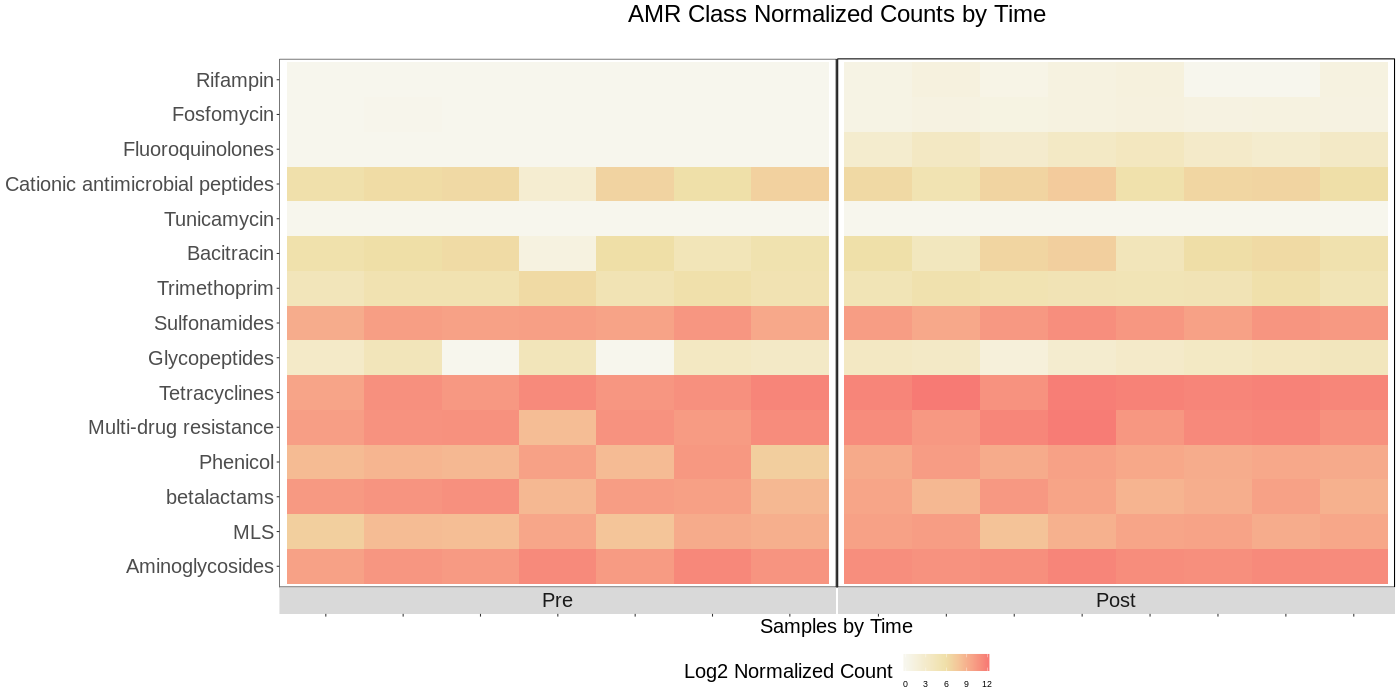 AMR Class Normalized Counts by Time
Rifampin
Fosfomycin
Fluoroquinolones
Cationic antimicrobial peptides
Tunicamycin
Bacitracin
Trimethoprim
Sulfonamides
Glycopeptides
Tetracyclines
Multi-drug resistance
Phenicol
betalactams
MLS
Aminoglycosides
Pre Post
Samples by Time
Log2 Normalized Count
0 3 6 9 12